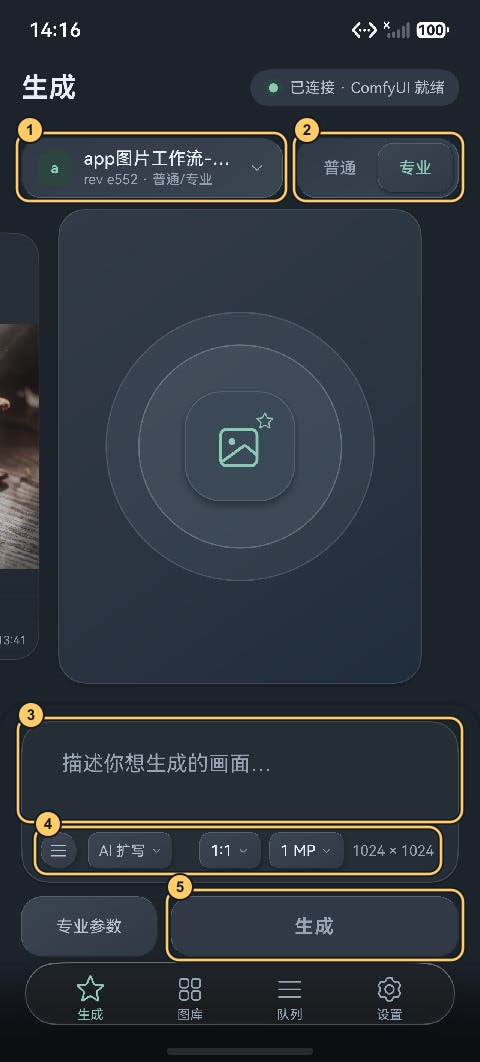 14:16
100
生成
已连接 · ComfyUI 就绪
1
2
a
app图片工作流-...
rev e552 · 普通/专业
普通
专业
13:41
3
描述你想生成的画面...
4
AI 扩写
1:1
1 MP
1024 × 1024
5
专业参数
生成
生成
图库
队列
设置